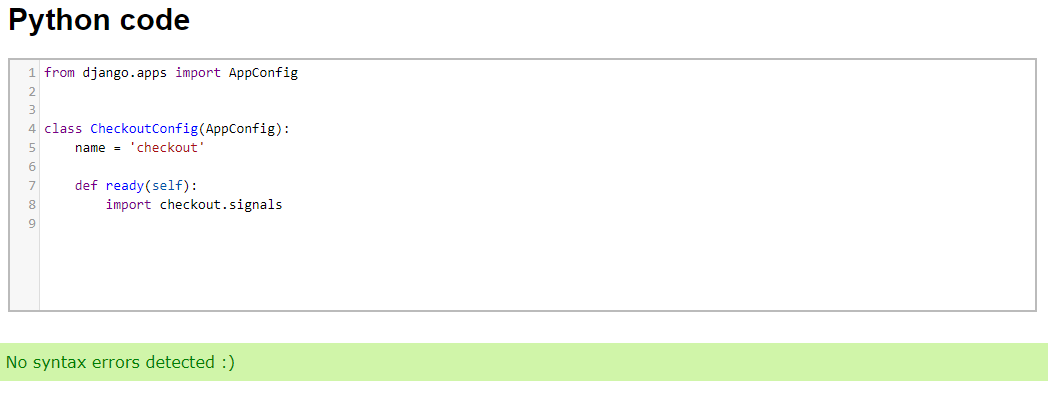 Python code
1 from django.apps import AppConfig
2
3
4 class CheckoutConfig(AppConfig):
5     name = 'checkout'
6
7     def ready(self):
8         import checkout.signals
9
No syntax errors detected :)